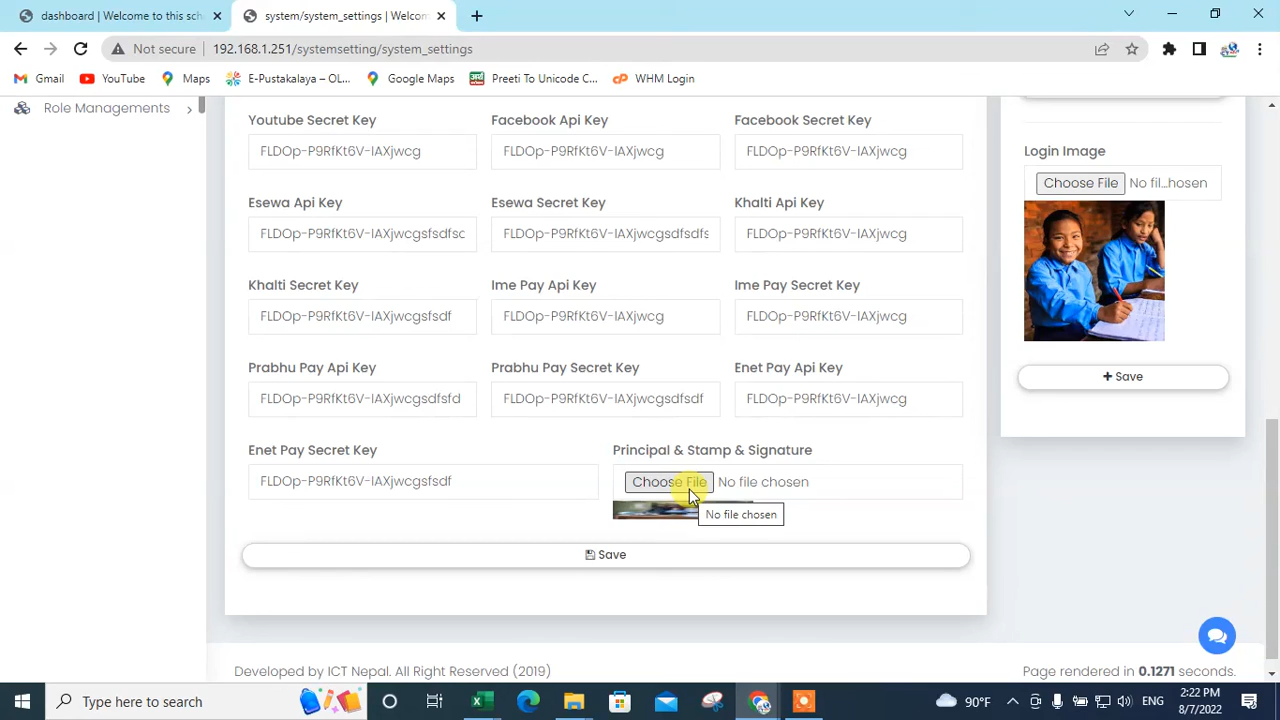 dashboard | Welcome to this sch
system/system_settings | Welcom
Not secure 192.168.1.251/systemsetting/system_settings
Gmail YouTube Maps E-Pustakalaya – OL... Google Maps Preeti To Unicode C... WHM Login
Role Managements
Youtube Secret Key Facebook Api Key Facebook Secret Key
FLDOp-P9RfKt6V-IAXjwcg FLDOp-P9RfKt6V-IAXjwcg FLDOp-P9RfKt6V-IAXjwcg
Esewa Api Key Esewa Secret Key Khalti Api Key
FLDOp-P9RfKt6V-IAXjwcgsfsdfsc FLDOp-P9RfKt6V-IAXjwcgsdfsdfs FLDOp-P9RfKt6V-IAXjwcg
Khalti Secret Key Ime Pay Api Key Ime Pay Secret Key
FLDOp-P9RfKt6V-IAXjwcgsfsdf FLDOp-P9RfKt6V-IAXjwcg FLDOp-P9RfKt6V-IAXjwcg
Prabhu Pay Api Key Prabhu Pay Secret Key Enet Pay Api Key
FLDOp-P9RfKt6V-IAXjwcgsdfsfd FLDOp-P9RfKt6V-IAXjwcgsdfsdf FLDOp-P9RfKt6V-IAXjwcg
Enet Pay Secret Key Principal & Stamp & Signature
FLDOp-P9RfKt6V-IAXjwcgsfsdf Choose File No file chosen
No file chosen
Save
Login Image
Choose File No fil...hosen
+ Save
Developed by ICT Nepal. All Right Reserved (2019) Page rendered in 0.1271 seconds.
Type here to search 90°F ENG 2:22 PM
8/7/2022